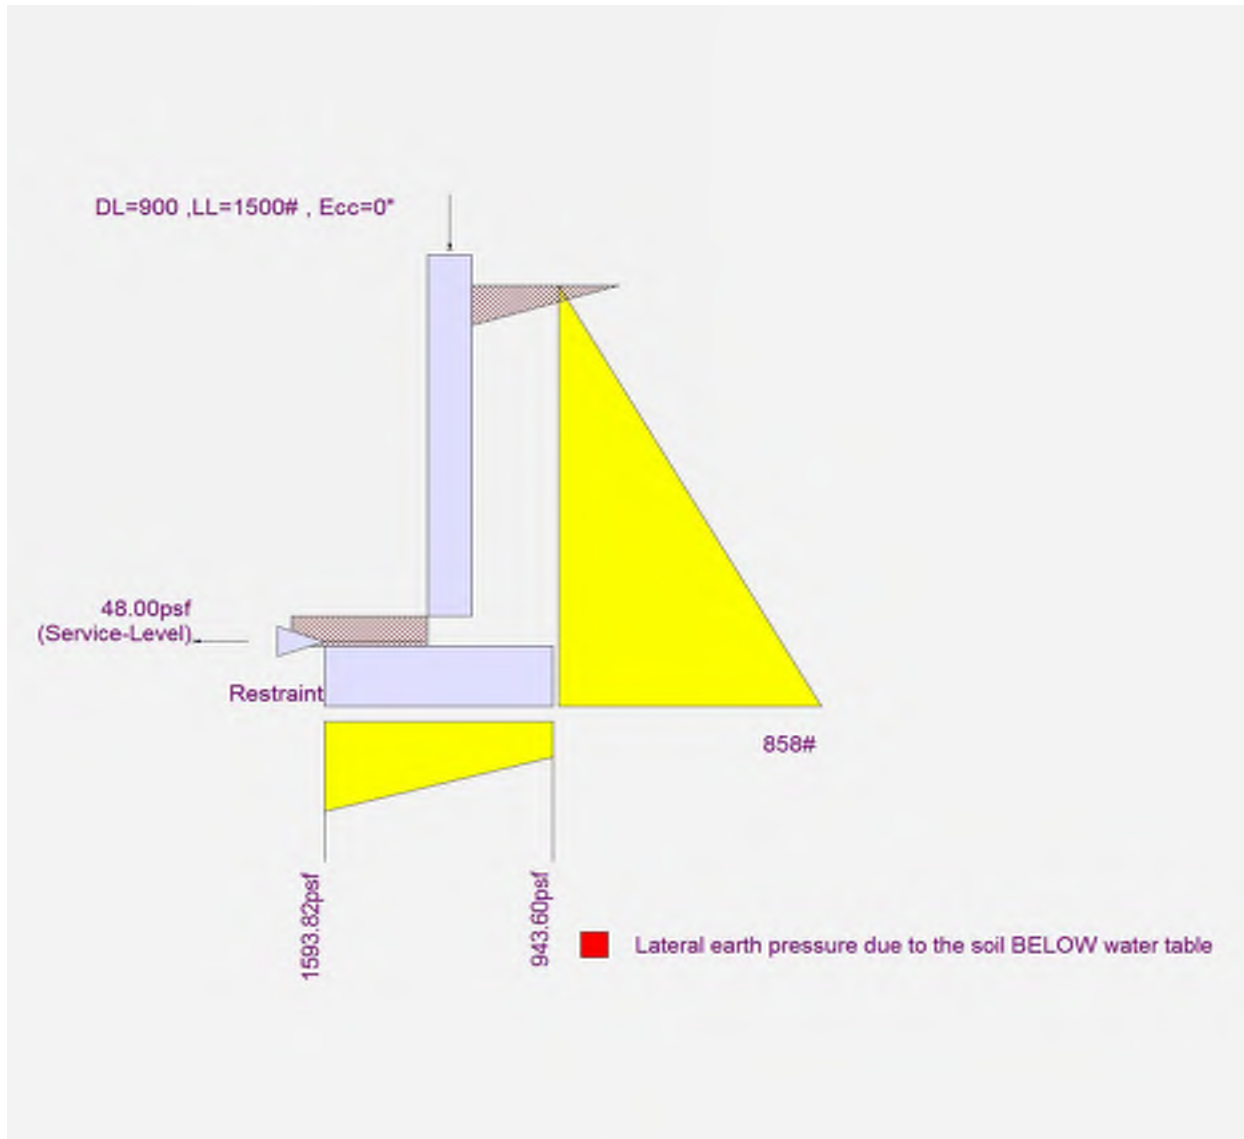 DL=900 ,LL=1500# , Ecc=0"
48.00psf
(Service-Level)
Restraint
858#
1593.82psf
943.60psf
Lateral earth pressure due to the soil BELOW water table